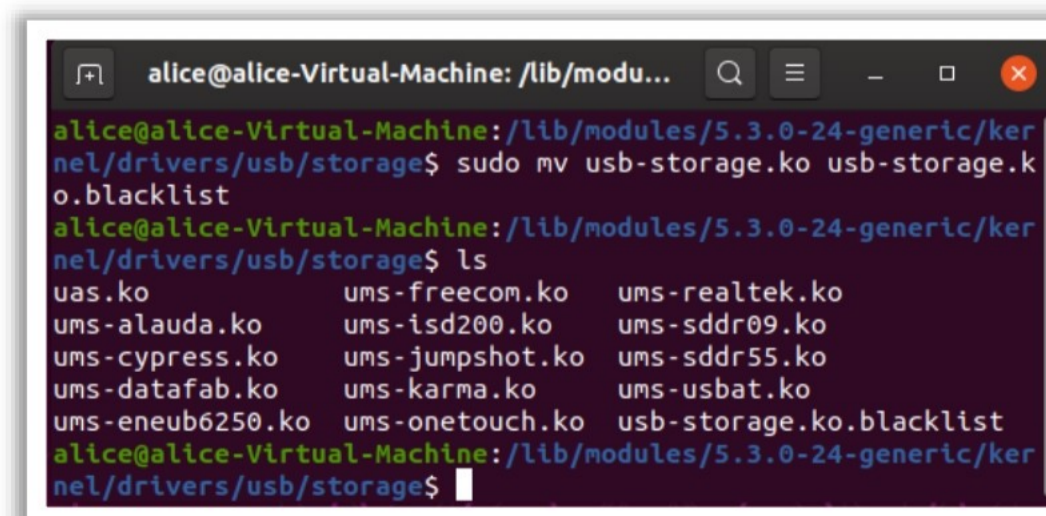 alice@alice-Virtual-Machine: /lib/modu...
alice@alice-Virtual-Machine:/lib/modules/5.3.0-24-generic/ker
nel/drivers/usb/storage$ sudo mv usb-storage.ko usb-storage.k
o.blacklist
alice@alice-Virtual-Machine:/lib/modules/5.3.0-24-generic/ker
nel/drivers/usb/storage$ ls
uas.ko ums-freecom.ko ums-realtek.ko
ums-alauda.ko ums-isd200.ko ums-sddr09.ko
ums-cypress.ko ums-jumpshot.ko ums-sddr55.ko
ums-datafab.ko ums-karma.ko ums-usbat.ko
ums-eneub6250.ko ums-onetouch.ko usb-storage.ko.blacklist
alice@alice-Virtual-Machine:/lib/modules/5.3.0-24-generic/ker
nel/drivers/usb/storage$